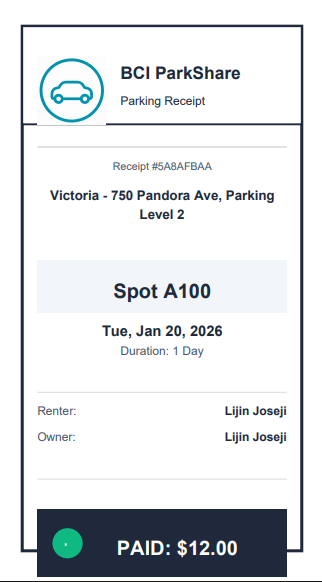 BCI ParkShare
Parking Receipt
Receipt #5A8AFBAA
Victoria - 750 Pandora Ave, Parking
Level 2
Spot A100
Tue, Jan 20, 2026
Duration: 1 Day
Renter: Lijin Joseji
Owner: Lijin Joseji
PAID: $12.00